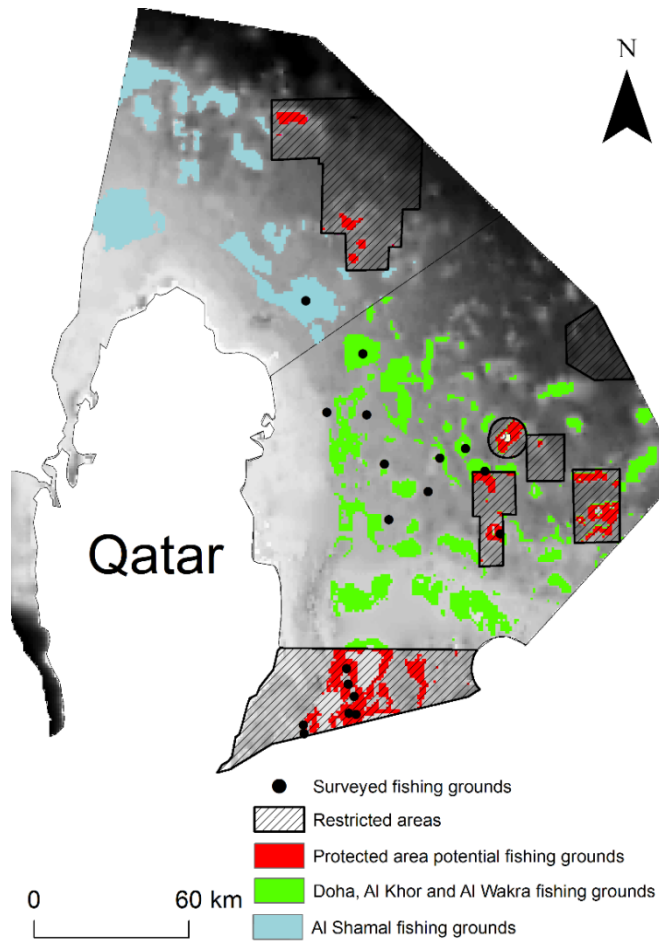 N
Qatar
Surveyed fishing grounds
Restricted areas
Protected area potential fishing grounds
0 60 km
Doha, Al Khor and Al Wakra fishing grounds
Al Shamal fishing grounds